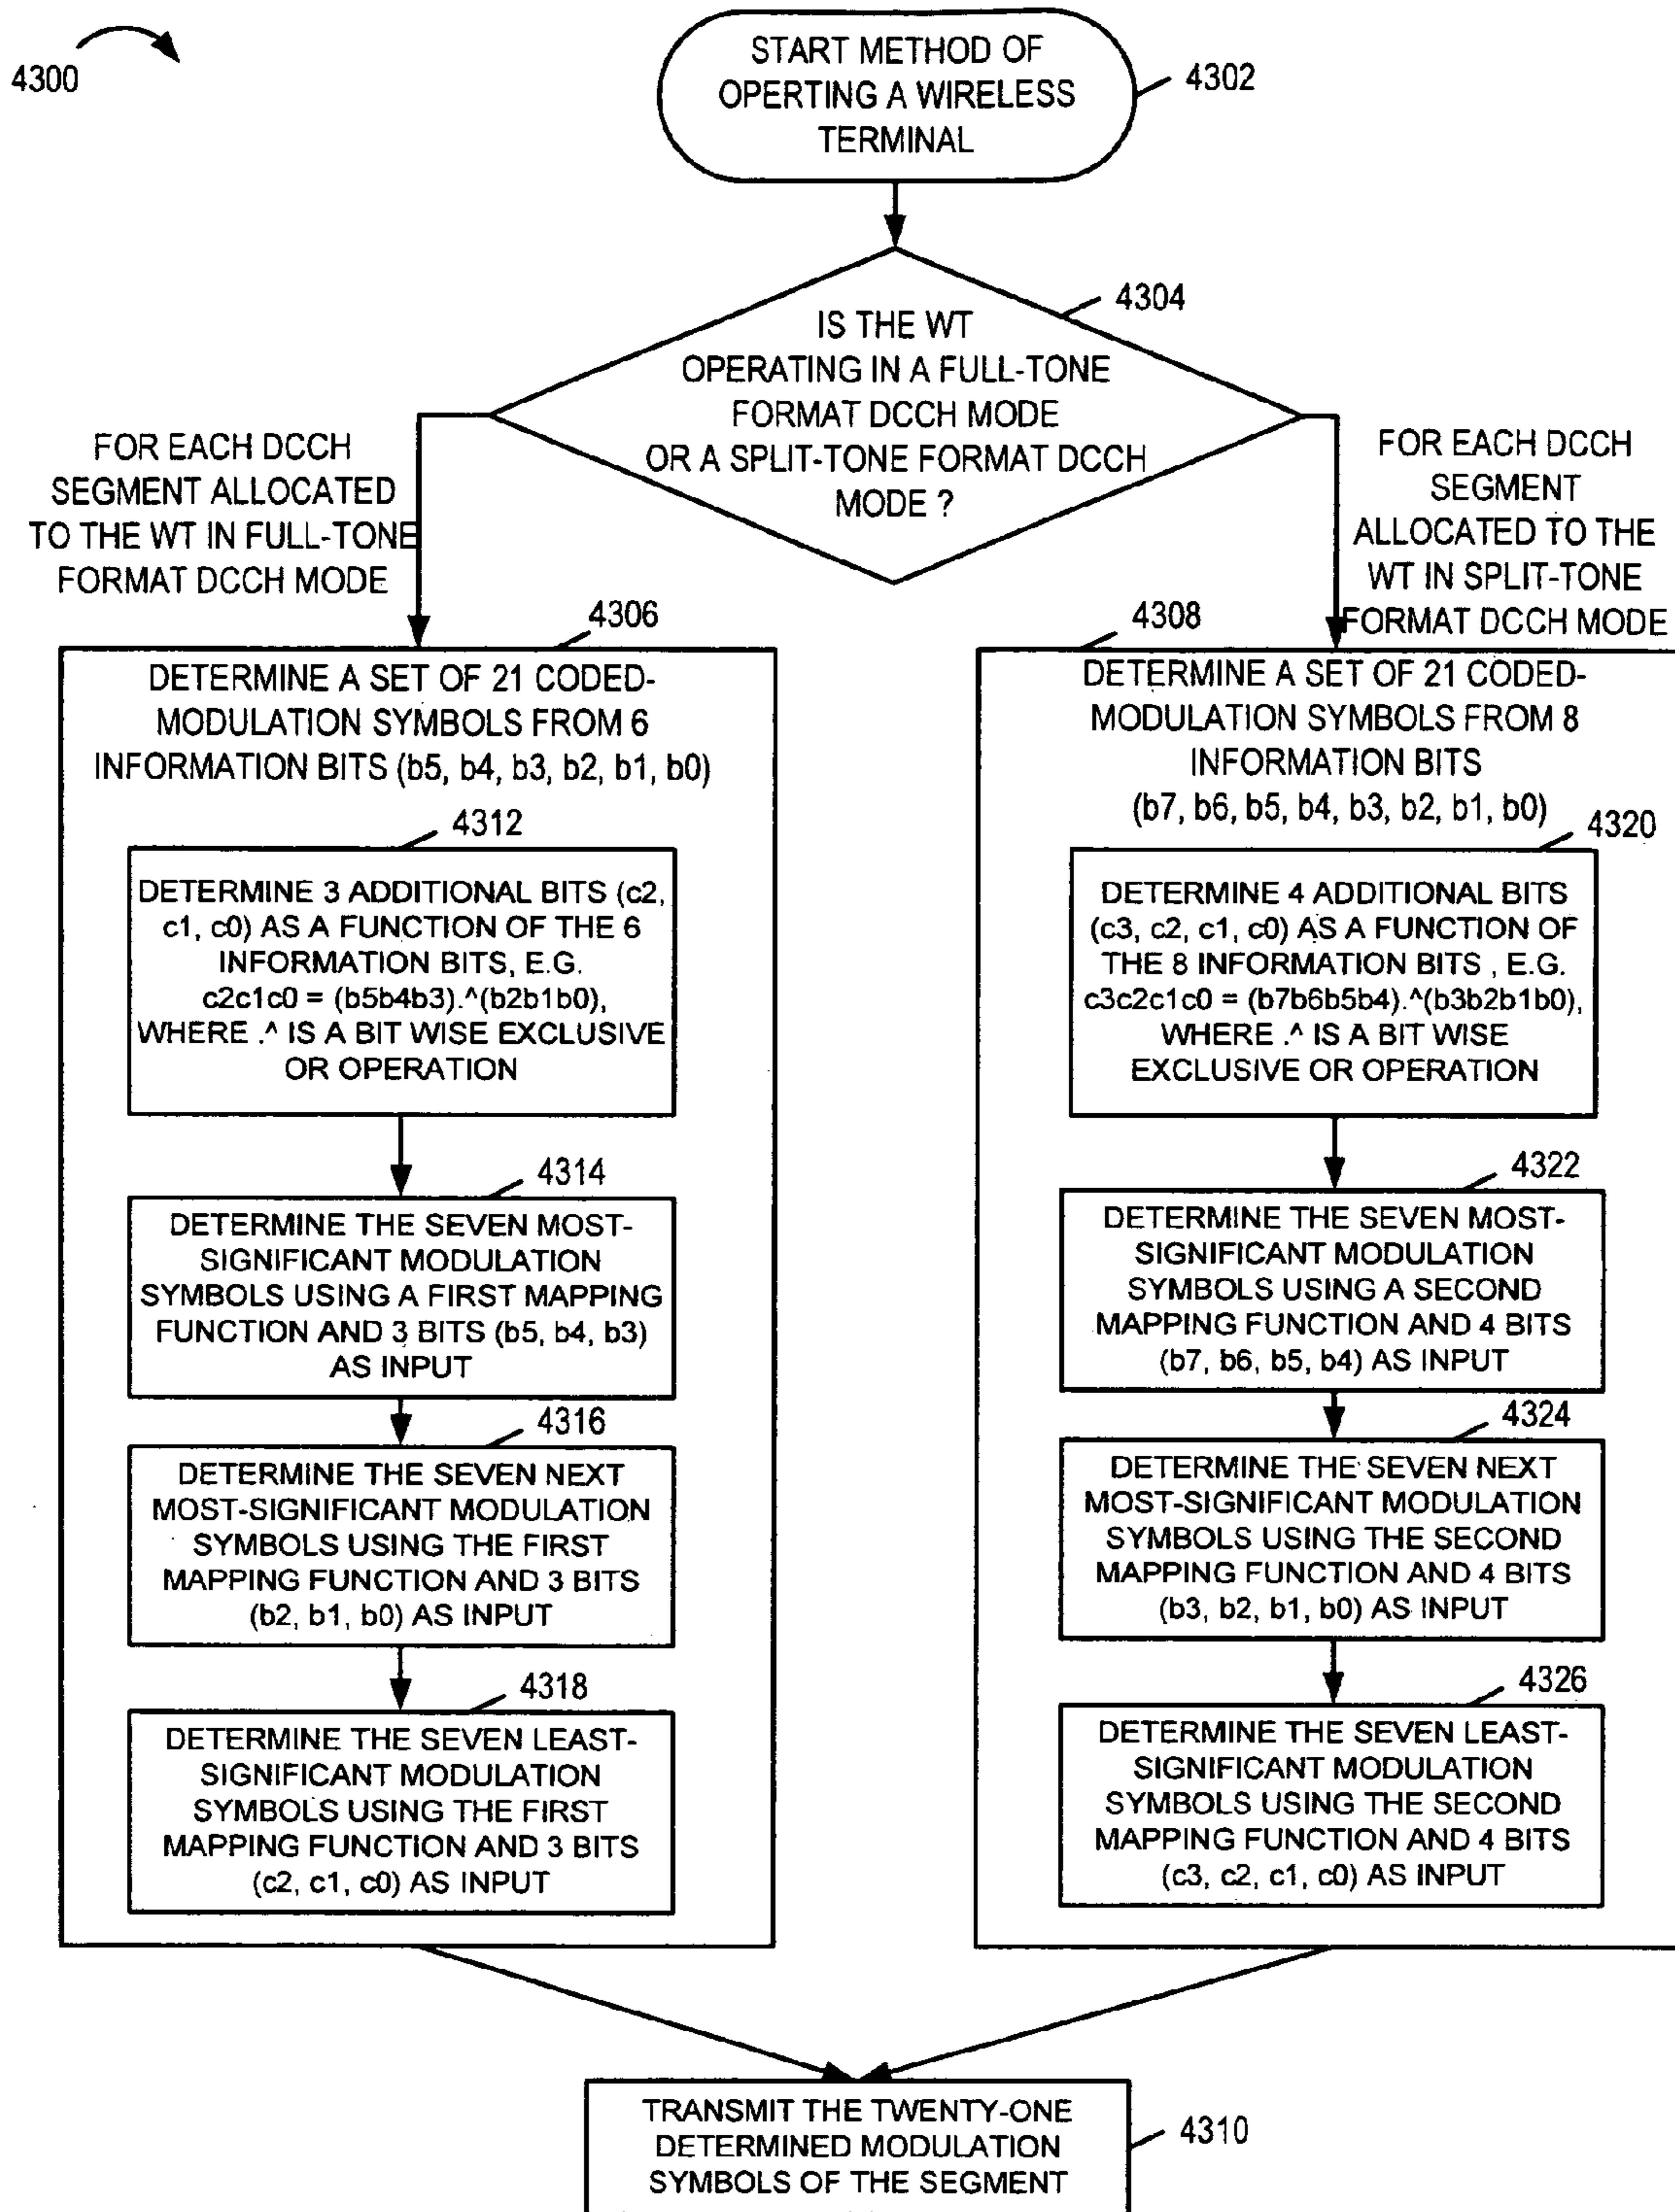 4300
START METHOD OF
OPERTING A WIRELESS
TERMINAL
4302
4304
IS THE WT
OPERATING IN A FULL-TONE
FORMAT DCCH MODE
OR A SPLIT-TONE FORMAT DCCH
MODE ?
FOR EACH DCCH
SEGMENT ALLOCATED
TO THE WT IN FULL-TONE
FORMAT DCCH MODE
FOR EACH DCCH
SEGMENT
ALLOCATED TO THE
WT IN SPLIT-TONE
FORMAT DCCH MODE
4306
DETERMINE A SET OF 21 CODED-
MODULATION SYMBOLS FROM 6
INFORMATION BITS (b5, b4, b3, b2, b1, b0)
4312
DETERMINE 3 ADDITIONAL BITS (c2,
c1, c0) AS A FUNCTION OF THE 6
INFORMATION BITS, E.G.
c2c1c0 = (b5b4b3).^(b2b1b0),
WHERE .^ IS A BIT WISE EXCLUSIVE
OR OPERATION
4314
DETERMINE THE SEVEN MOST-
SIGNIFICANT MODULATION
SYMBOLS USING A FIRST MAPPING
FUNCTION AND 3 BITS (b5, b4, b3)
AS INPUT
4316
DETERMINE THE SEVEN NEXT
MOST-SIGNIFICANT MODULATION
SYMBOLS USING THE FIRST
MAPPING FUNCTION AND 3 BITS
(b2, b1, b0) AS INPUT
4318
DETERMINE THE SEVEN LEAST-
SIGNIFICANT MODULATION
SYMBOLS USING THE FIRST
MAPPING FUNCTION AND 3 BITS
(c2, c1, c0) AS INPUT
4308
DETERMINE A SET OF 21 CODED-
MODULATION SYMBOLS FROM 8
INFORMATION BITS
(b7, b6, b5, b4, b3, b2, b1, b0)
4320
DETERMINE 4 ADDITIONAL BITS
(c3, c2, c1, c0) AS A FUNCTION OF
THE 8 INFORMATION BITS , E.G.
c3c2c1c0 = (b7b6b5b4).^(b3b2b1b0),
WHERE .^ IS A BIT WISE
EXCLUSIVE OR OPERATION
4322
DETERMINE THE SEVEN MOST-
SIGNIFICANT MODULATION
SYMBOLS USING A SECOND
MAPPING FUNCTION AND 4 BITS
(b7, b6, b5, b4) AS INPUT
4324
DETERMINE THE SEVEN NEXT
MOST-SIGNIFICANT MODULATION
SYMBOLS USING THE SECOND
MAPPING FUNCTION AND 4 BITS
(b3, b2, b1, b0) AS INPUT
4326
DETERMINE THE SEVEN LEAST-
SIGNIFICANT MODULATION
SYMBOLS USING THE SECOND
MAPPING FUNCTION AND 4 BITS
(c3, c2, c1, c0) AS INPUT
TRANSMIT THE TWENTY-ONE
DETERMINED MODULATION
SYMBOLS OF THE SEGMENT
4310